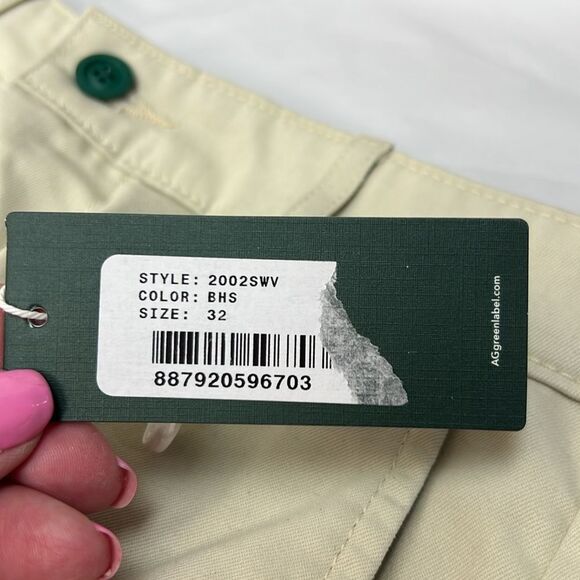 STYLE: 2002SWV
COLOR: BHS
SIZE: 32
887920596703
AGgreenlabel.com